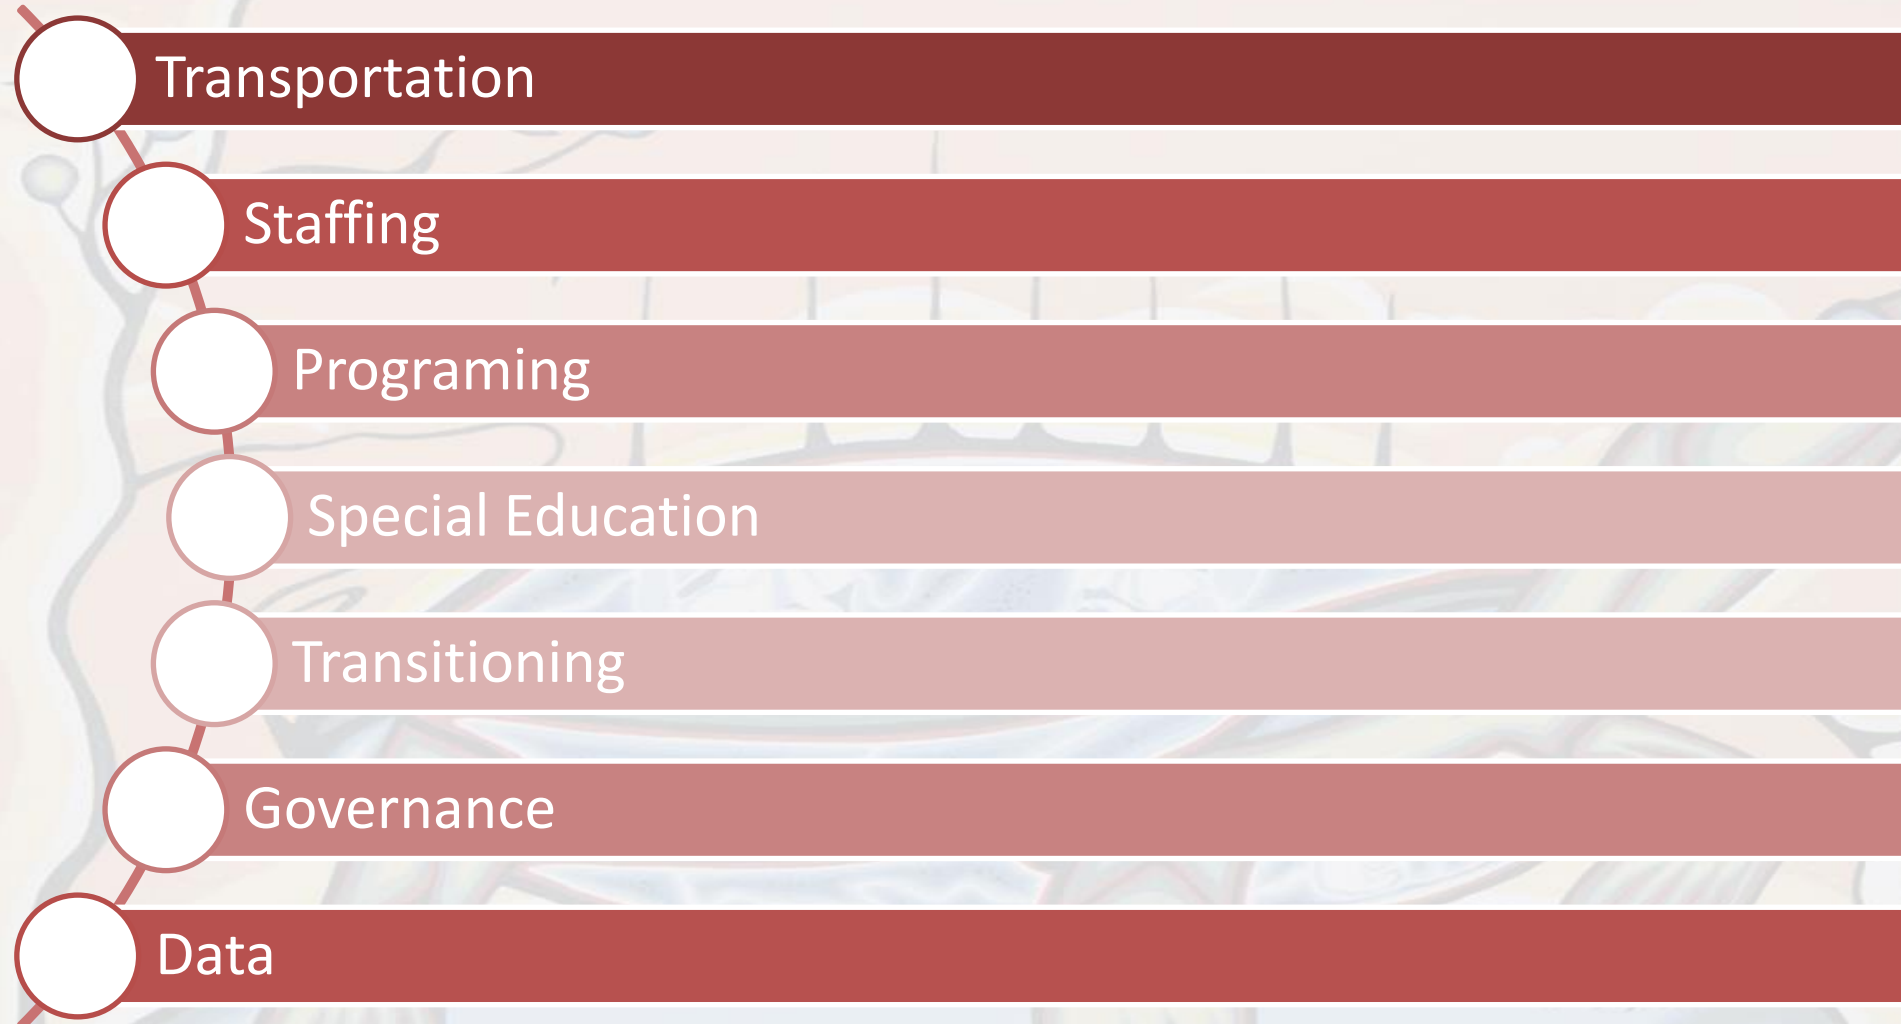 Transportation
Staffing
Programing
Special Education
Transitioning
Governance
Data